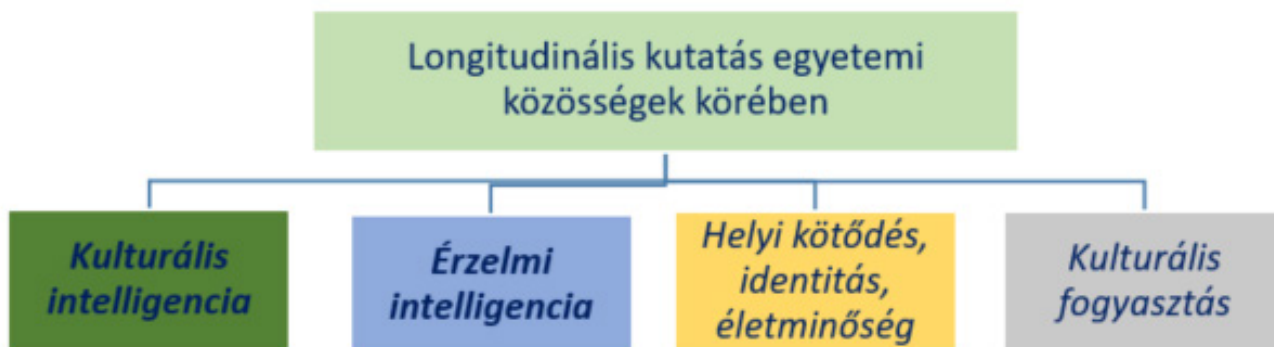 Longitudinális kutatás egyetemi
közösségek körében
Kulturális
intelligencia
Érzelmi
intelligencia
Helyi kötődés,
identitás,
életminőség
Kulturális
fogyasztás